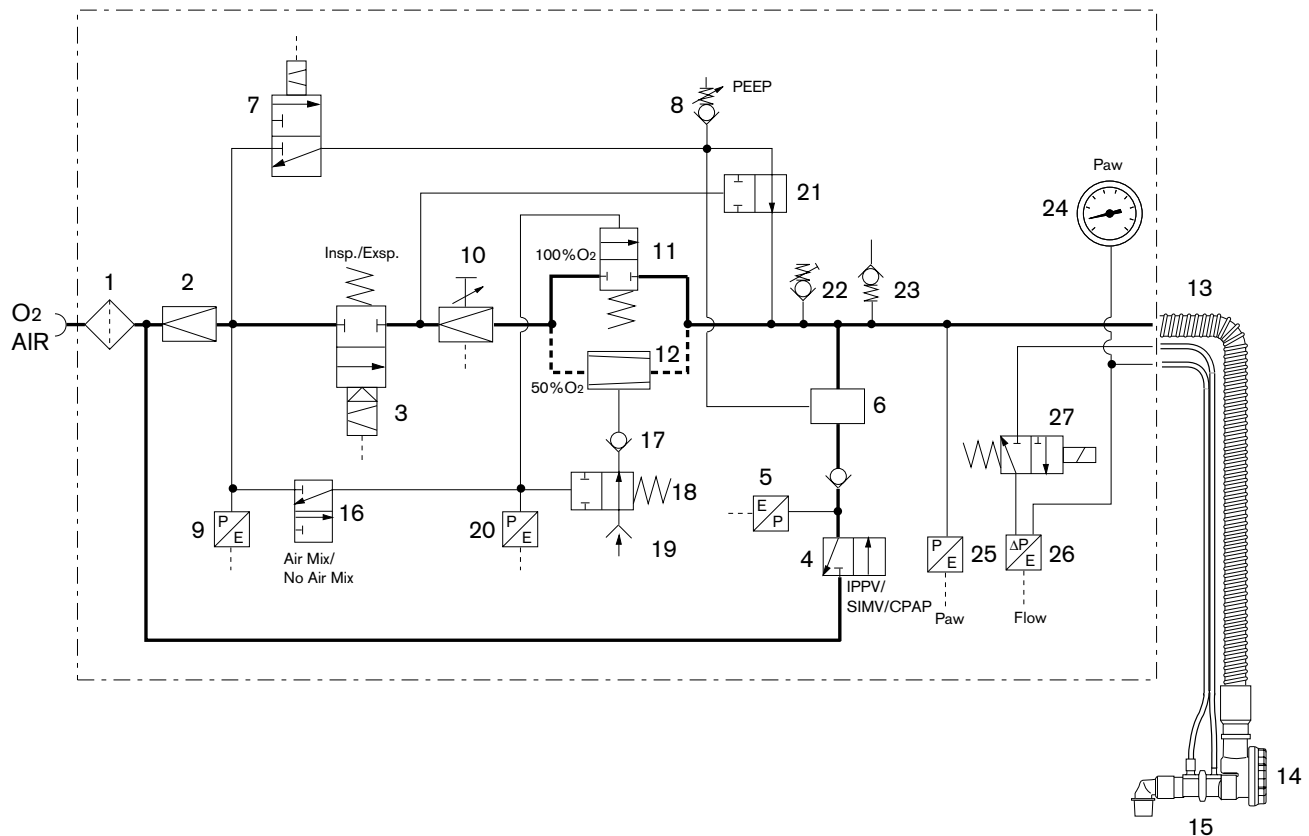 7
8
PEEP
21
Paw
24
Insp./Exsp.
10
100%O2
11
1
2
O2
AIR
22
23
13
12
50%O2
3
6
27
17
5
E
P
18
16
9
P
E
20
P
E
19
4
P
E
25
ΔP
E
26
Air Mix/
No Air Mix
IPPV/
SIMV/CPAP
Paw
Flow
14
15